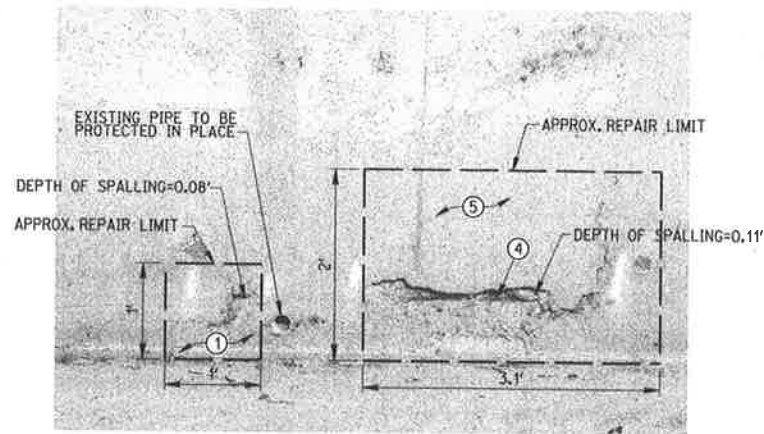 EXISTING PIPE TO BE
PROTECTED IN PLACE
APPROX. REPAIR LIMIT
DEPTH OF SPALLING=0.08'
5
APPROX. REPAIR LIMIT
2'
4
DEPTH OF SPALLING=0.11'
1'
1
1'
3.1'